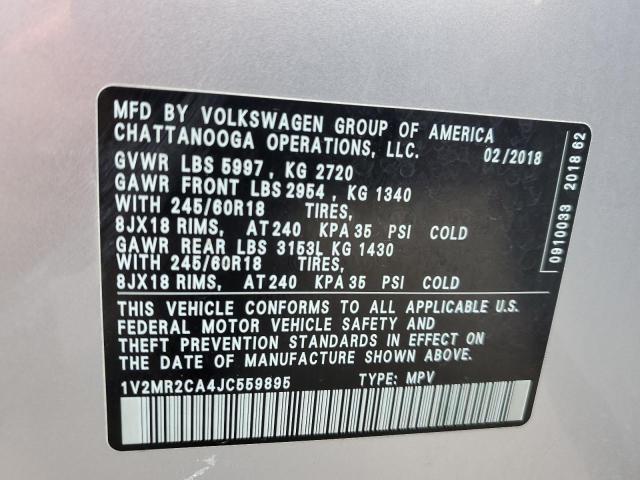 MFD BY VOLKSWAGEN GROUP OF AMERICA
CHATTANOOGA OPERATIONS, LLC. 02/2018
GVWR LBS 5997, KG 2720
GAWR FRONT LBS 2954, KG 1340
WITH 245/60R18 TIRES,
8JX18 RIMS, AT 240 KPA 35 PSI COLD
GAWR REAR LBS 3153L KG 1430
WITH 245/60R18 TIRES,
8JX18 RIMS, AT 240 KPA 35 PSI COLD
THIS VEHICLE CONFORMS TO ALL APPLICABLE U.S.
FEDERAL MOTOR VEHICLE SAFETY AND
THEFT PREVENTION STANDARDS IN EFFECT ON
THE DATE OF MANUFACTURE SHOWN ABOVE.
1V2MR2CA4JC559895 TYPE: MPV
0910033 2018 62